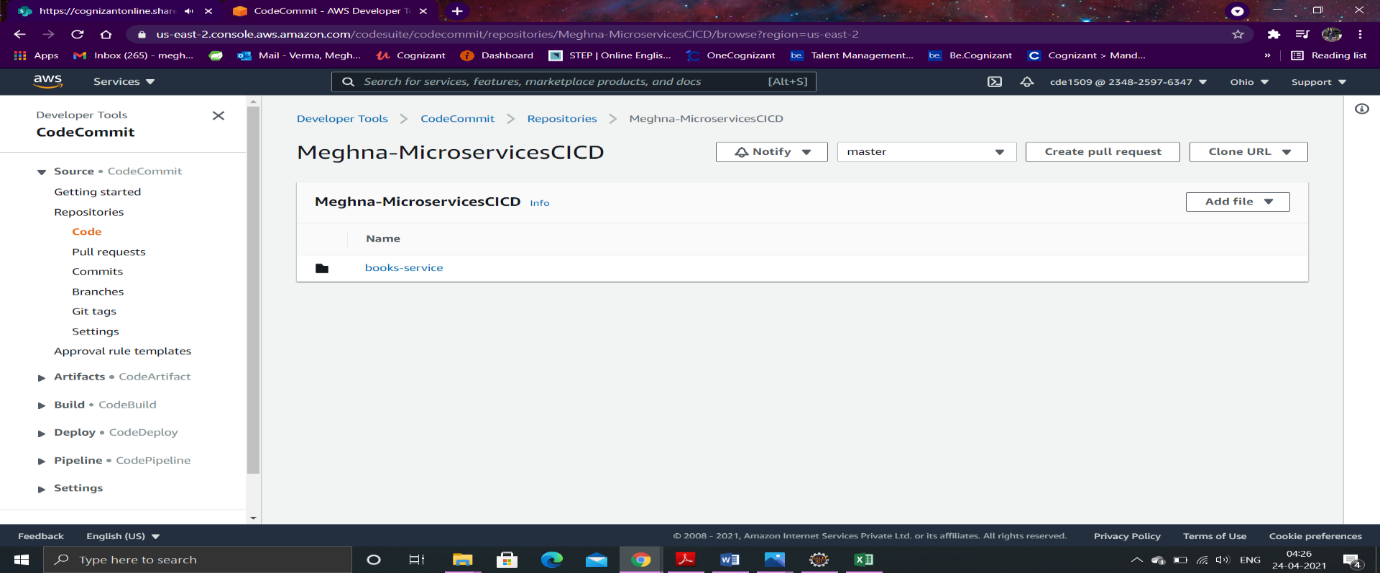 https://cognizantonline.share
CodeCommit - AWS Developer T
us-east-2.console.aws.amazon.com/codesuite/codecommit/repositories/Meghna-MicroservicesCICD/browse?region=us-east-2
Apps Inbox (265) - megh... Mail - Verma, Megh... Cognizant Dashboard STEP | Online Englis... OneCognizant be. Talent Management... be. Be.Cognizant C Cognizant > Mand... » Reading list
aws Services Search for services, features, marketplace products, and docs [Alt+S] cde1509 @ 2348-2597-6347 Ohio Support
Developer Tools
CodeCommit
Source • CodeCommit
Getting started
Repositories
Code
Pull requests
Commits
Branches
Git tags
Settings
Approval rule templates
Artifacts • CodeArtifact
Build • CodeBuild
Deploy • CodeDeploy
Pipeline • CodePipeline
Settings
Developer Tools > CodeCommit > Repositories > Meghna-MicroservicesCICD
Meghna-MicroservicesCICD Notify master Create pull request Clone URL
Meghna-MicroservicesCICD Info Add file
Name
books-service
Feedback English (US) © 2008 - 2021, Amazon Internet Services Private Ltd. or its affiliates. All rights reserved. Privacy Policy Terms of Use Cookie preferences
Type here to search ENG 04:26
24-04-2021 4